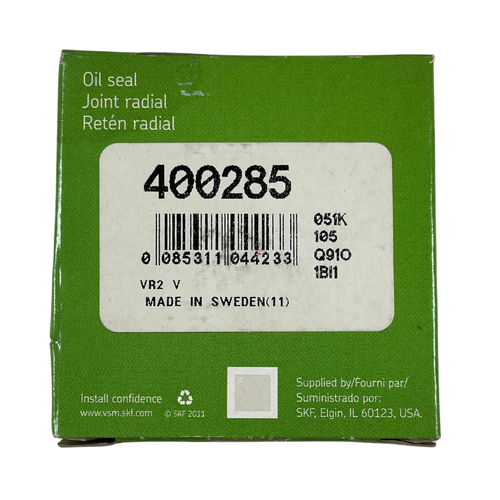 Oil seal
Joint radial
Retén radial
400285
0 085311 044233
051K
105
Q910
1BI1
VR2 V
MADE IN SWEDEN(11)
Install confidence
www.vsm.skf.com
© SKF 2011
Supplied by/Fourni par/
Suministrado por:
SKF, Elgin, IL 60123, USA.